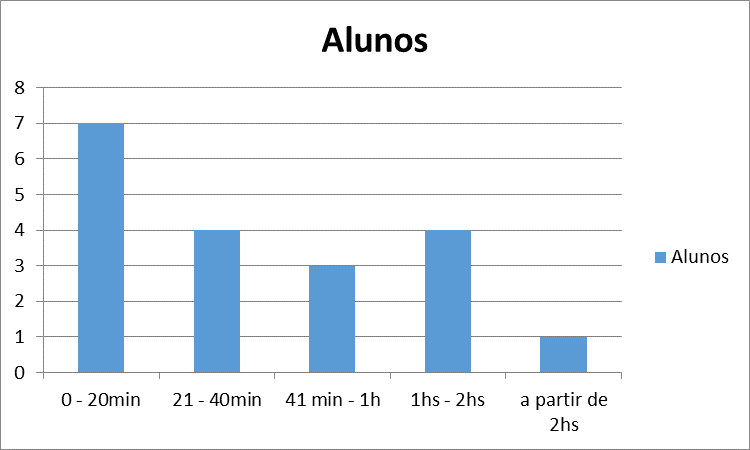 Alunos
8
7
6
5
4
3
2
1
0
0 - 20min
21 - 40min
41 min - 1h
1hs - 2hs
a partir de
2hs
Alunos